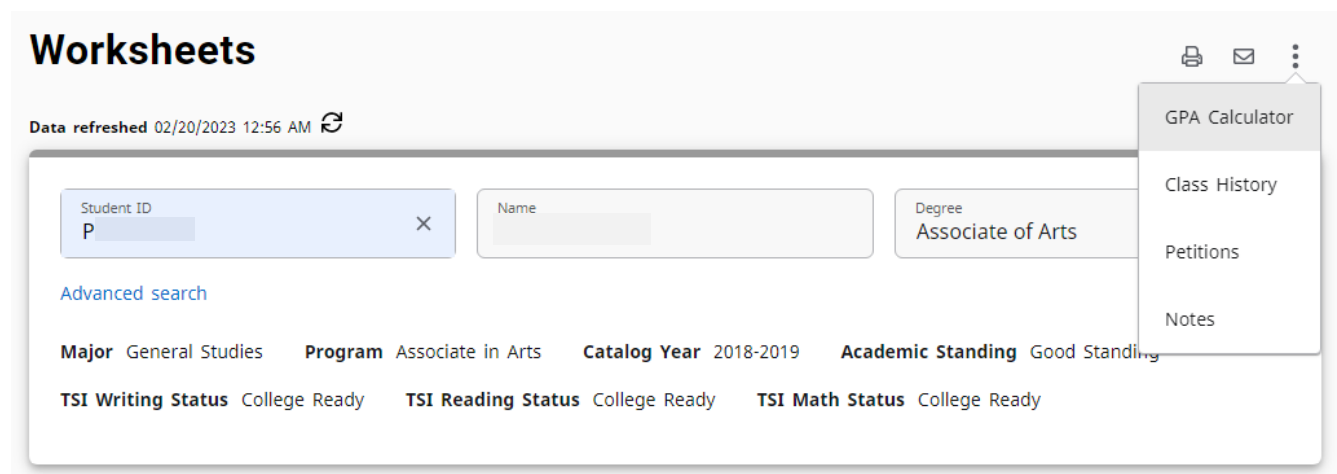 Worksheets
Data refreshed 02/20/2023 12:56 AM
GPA Calculator
Class History
Petitions
Notes
Student ID
P
Name
Degree
Associate of Arts
Advanced search
Major General Studies Program Associate in Arts Catalog Year 2018-2019 Academic Standing Good Standing
TSI Writing Status College Ready TSI Reading Status College Ready TSI Math Status College Ready